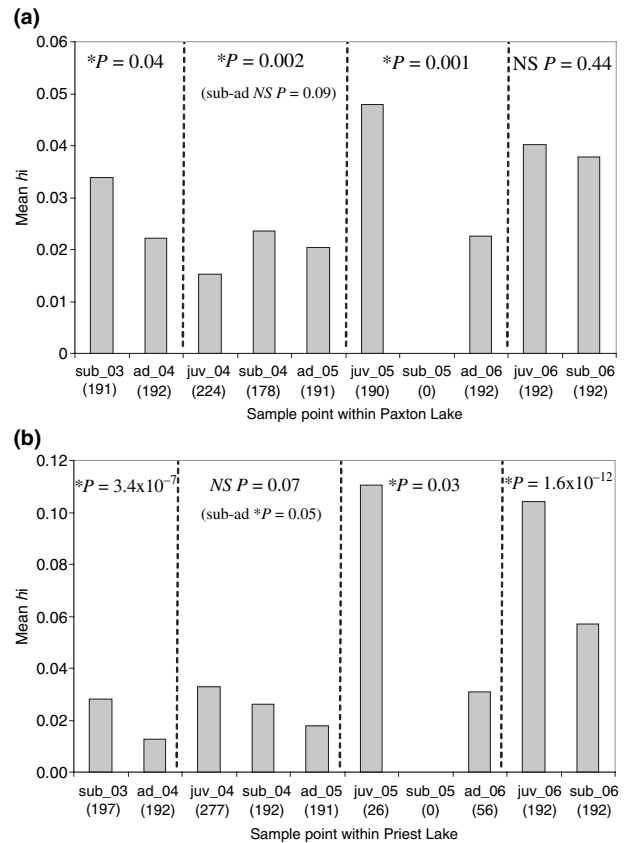 (a)
0.06
0.05
0.04
0.03
0.02
0.01
0
Mean hi
*P = 0.04
*P = 0.002
(sub-ad NS P = 0.09)
*P = 0.001
NS P = 0.44
sub_03 ad_04 juv_04 sub_04 ad_05 juv_05 sub_05 ad_06 juv_06 sub_06
(191) (192) (224) (178) (191) (190) (0) (192) (192) (192)
Sample point within Paxton Lake
(b)
0.12
0.10
0.08
0.06
0.04
0.02
0.00
Mean hi
*P = 3.4x10⁻⁷
NS P = 0.07
(sub-ad *P = 0.05)
*P = 0.03
*P = 1.6x10⁻¹²
sub_03 ad_04 juv_04 sub_04 ad_05 juv_05 sub_05 ad_06 juv_06 sub_06
(197) (192) (277) (192) (191) (26) (0) (56) (192) (192)
Sample point within Priest Lake